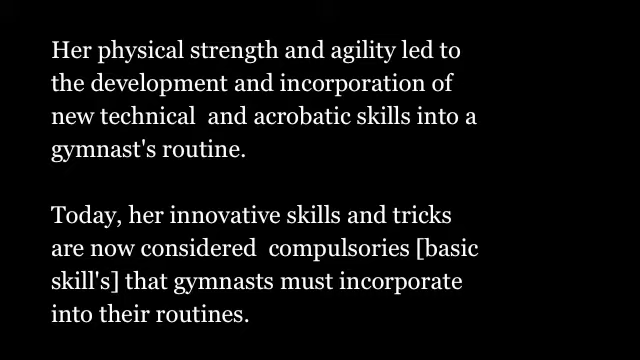 Her physical strength and agility led to
the development and incorporation of
new technical  and acrobatic skills into a
gymnast's routine.
Today, her innovative skills and tricks
are now considered  compulsories [basic
skill's] that gymnasts must incorporate
into their routines.